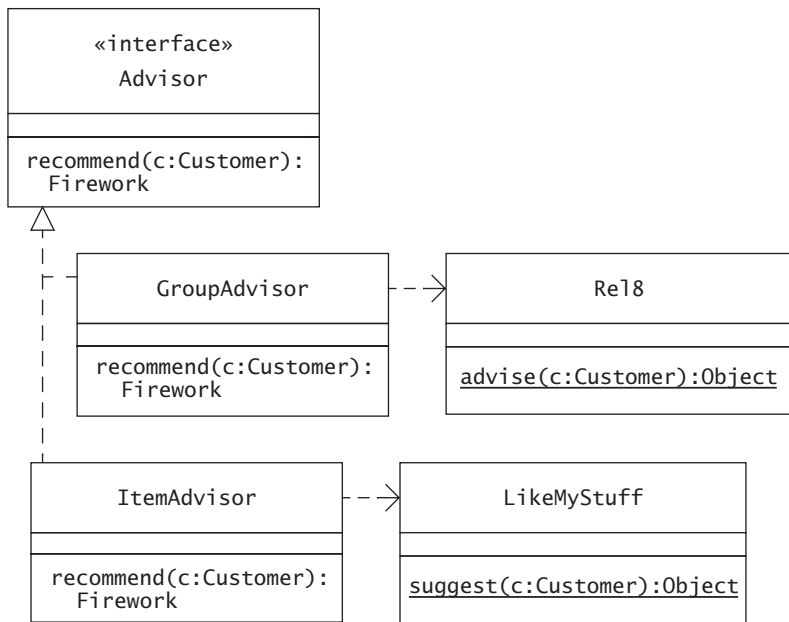 «interface»
Advisor
recommend(c:Customer):
Firework
GroupAdvisor
recommend(c:Customer):
Firework
Rel8
advise(c:Customer):Object
ItemAdvisor
recommend(c:Customer):
Firework
LikeMyStuff
suggest(c:Customer):Object